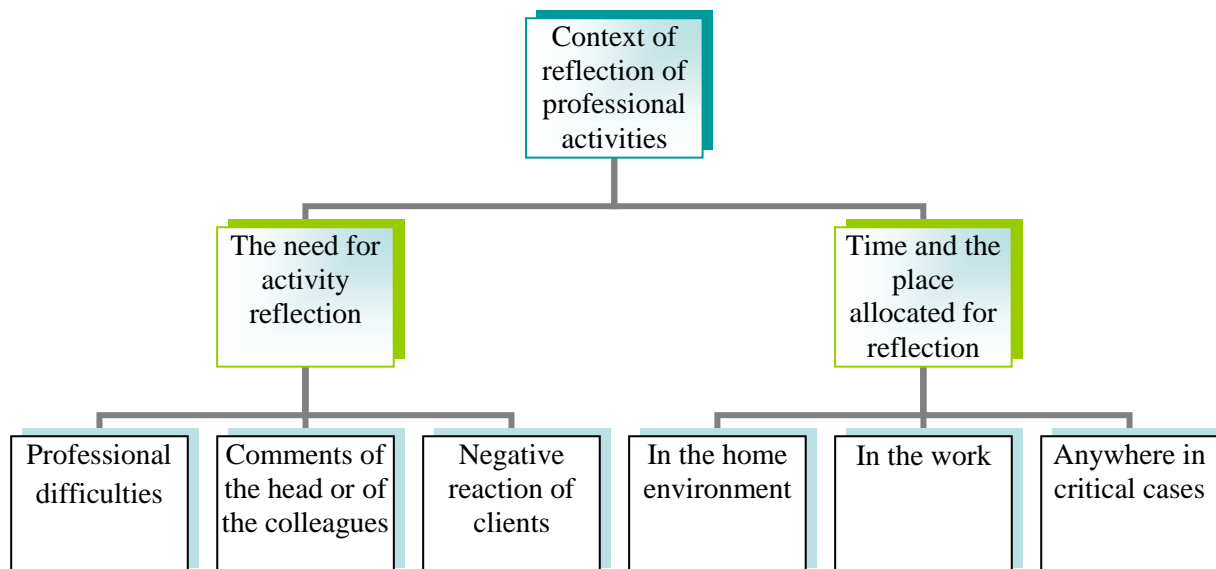 Context of
reflection of
professional
activities
The need for
activity
reflection
Time and the
place
allocated for
reflection
Professional
difficulties
Comments of
the head or of
the colleagues
Negative
reaction of
clients
In the home
environment
In the work
Anywhere in
critical cases